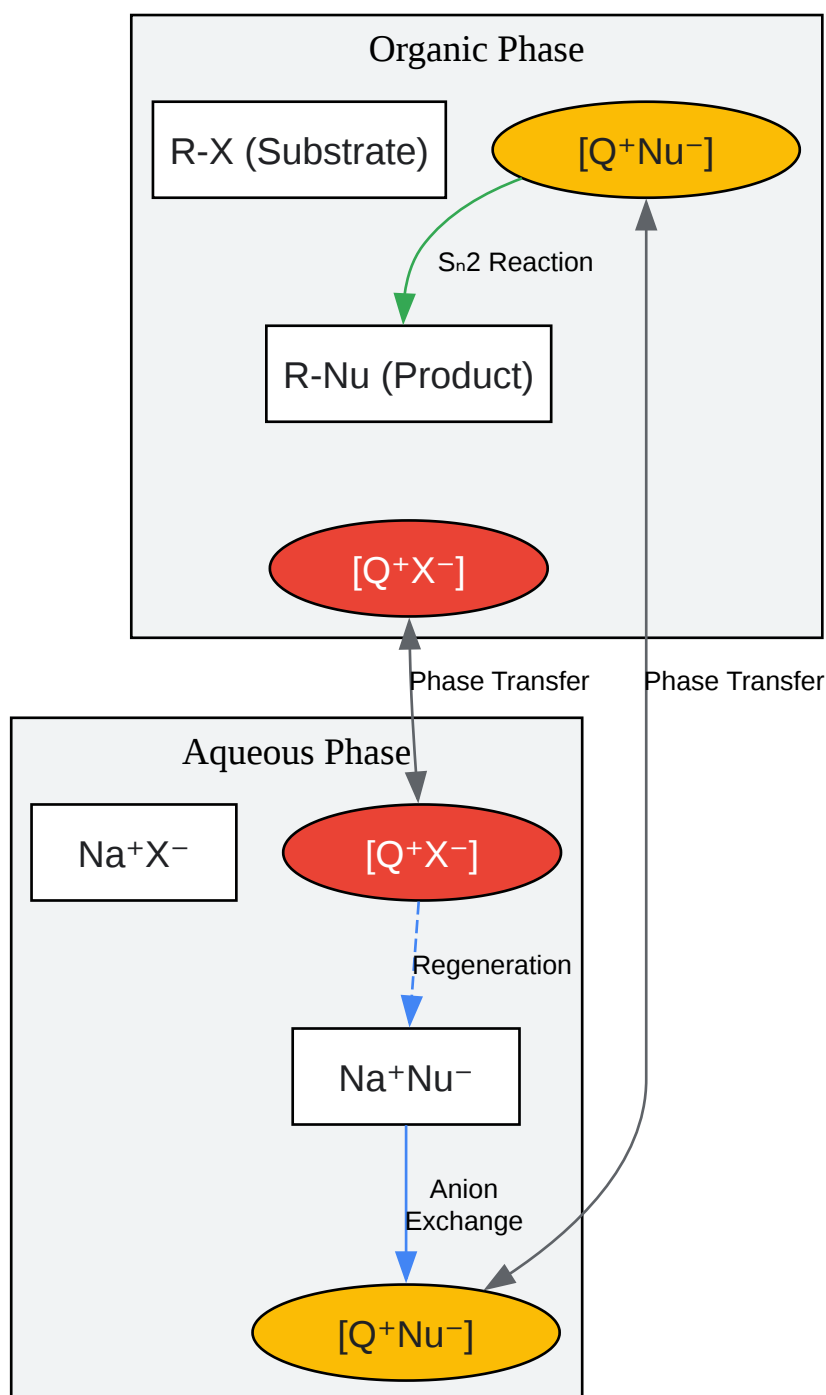 Organic Phase
R-X (Substrate)
[Q⁺Nu⁻]
Sₙ2 Reaction
R-Nu (Product)
[Q⁺X⁻]
Phase Transfer
Phase Transfer
Aqueous Phase
Na⁺X⁻
[Q⁺X⁻]
Regeneration
Na⁺Nu⁻
Anion
Exchange
[Q⁺Nu⁻]